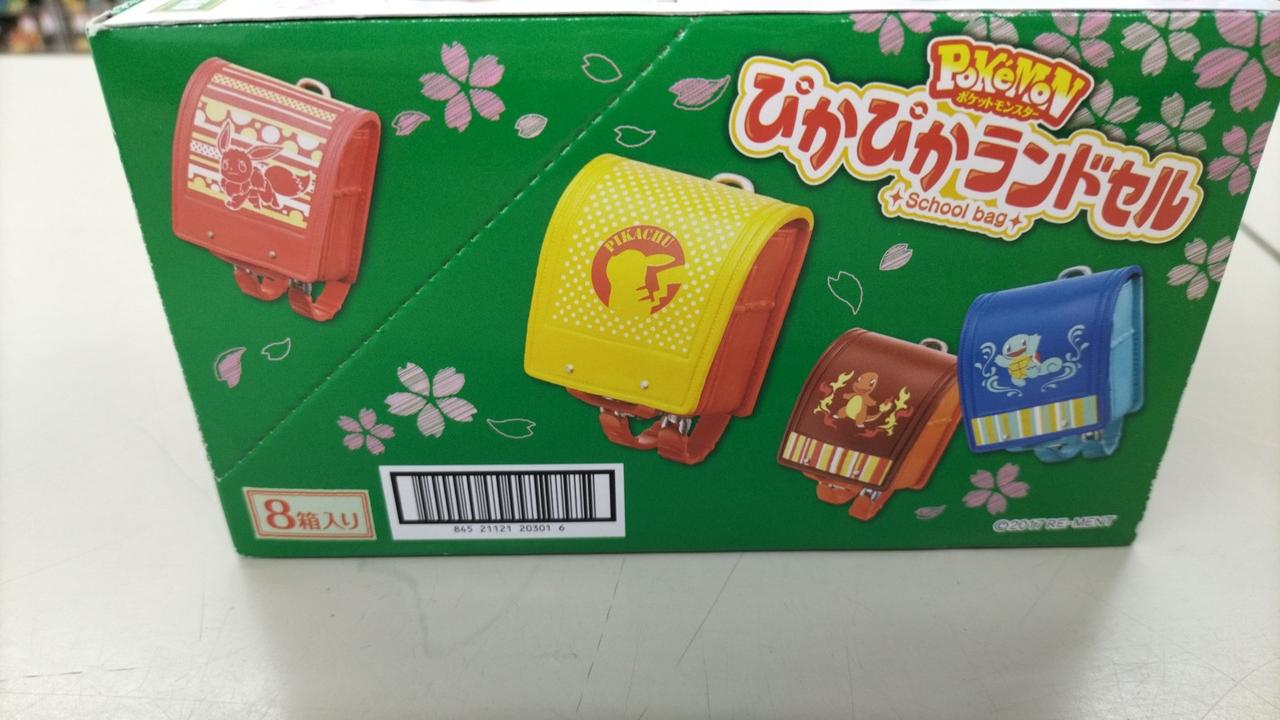 POKéMON
ポケットモンスター
ぴかぴかランドセル
School bag
PIKACHU
8箱入り
845 21121 20301 6
©2017 RE-MENT